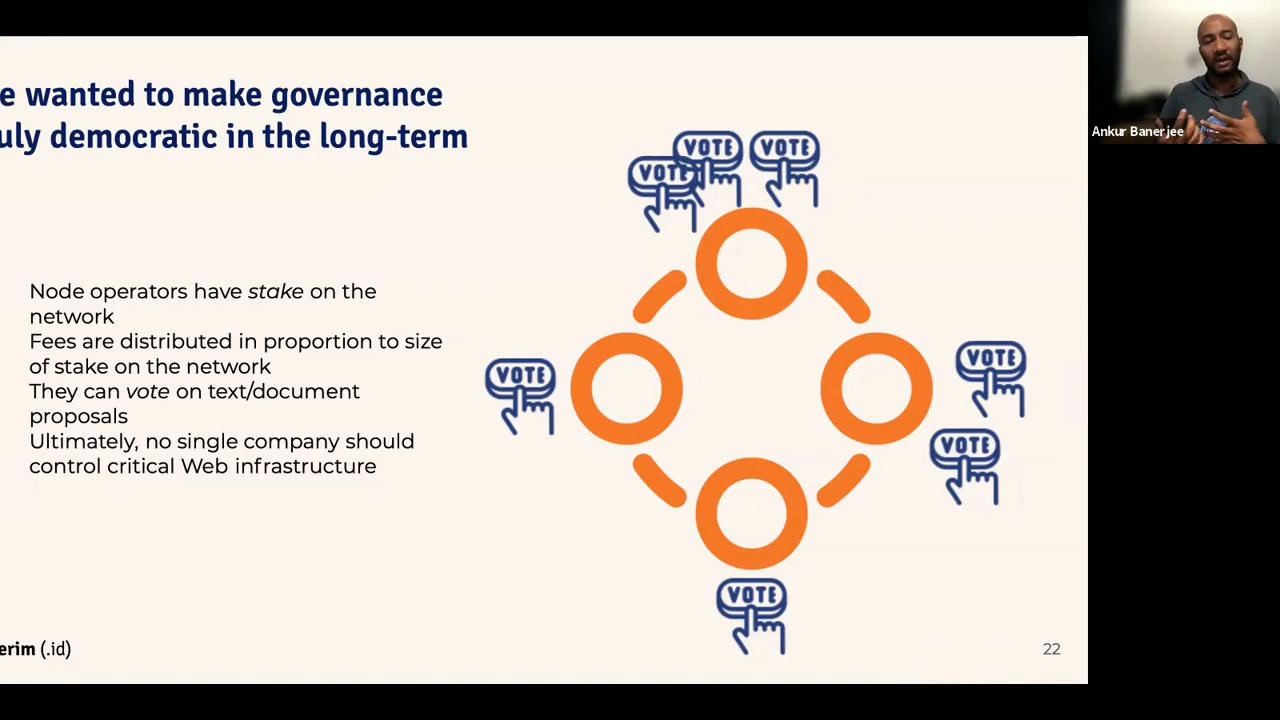 e wanted to make governance
uly democratic in the long-term
Node operators have stake on the
network
Fees are distributed in proportion to size
of stake on the network
They can vote on text/document
proposals
Ultimately, no single company should
control critical Web infrastructure
VOTE
VOTE
VOTE
VOTE
VOTE
VOTE
VOTE
erim (.id)
22
Ankur Banerjee